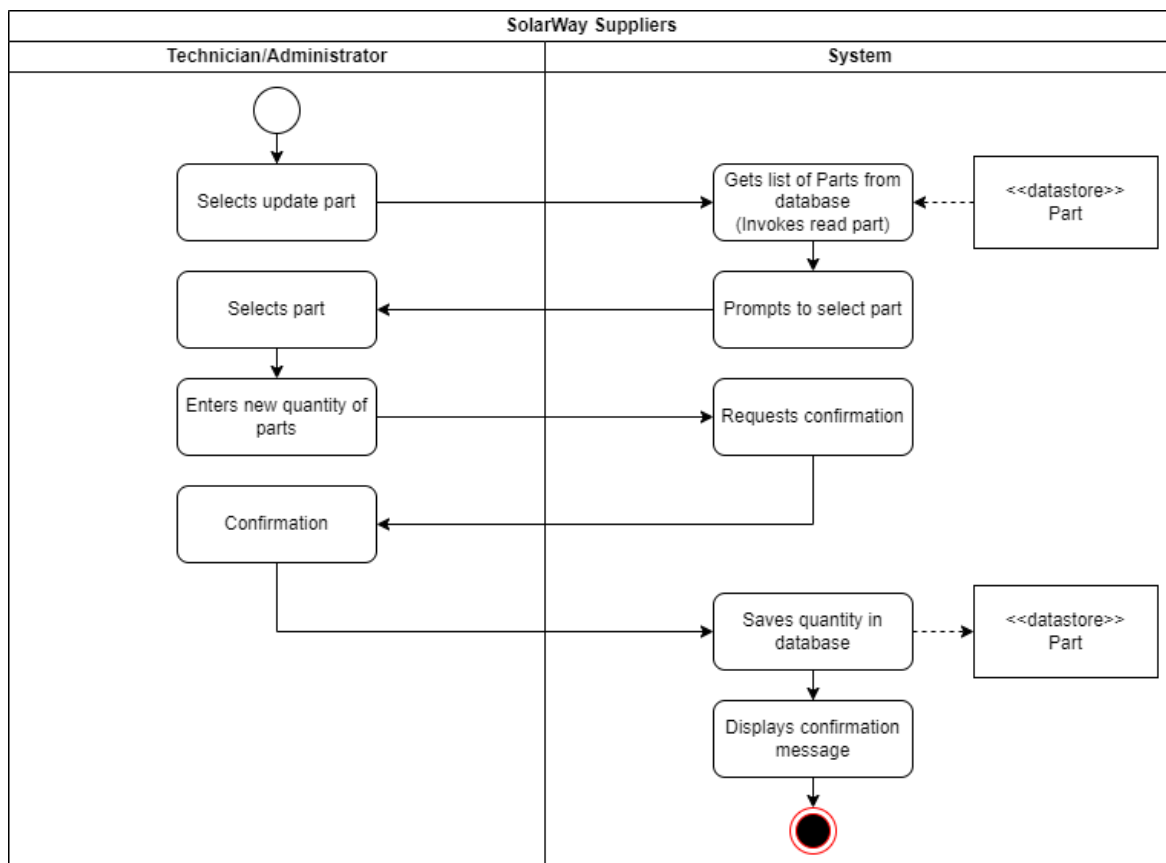 SolarWay Suppliers
Technician/Administrator
System
Selects update part
Gets list of Parts from
database
(Invokes read part)
<<datastore>>
Part
Selects part
Prompts to select part
Enters new quantity of
parts
Requests confirmation
Confirmation
Saves quantity in
database
<<datastore>>
Part
Displays confirmation
message